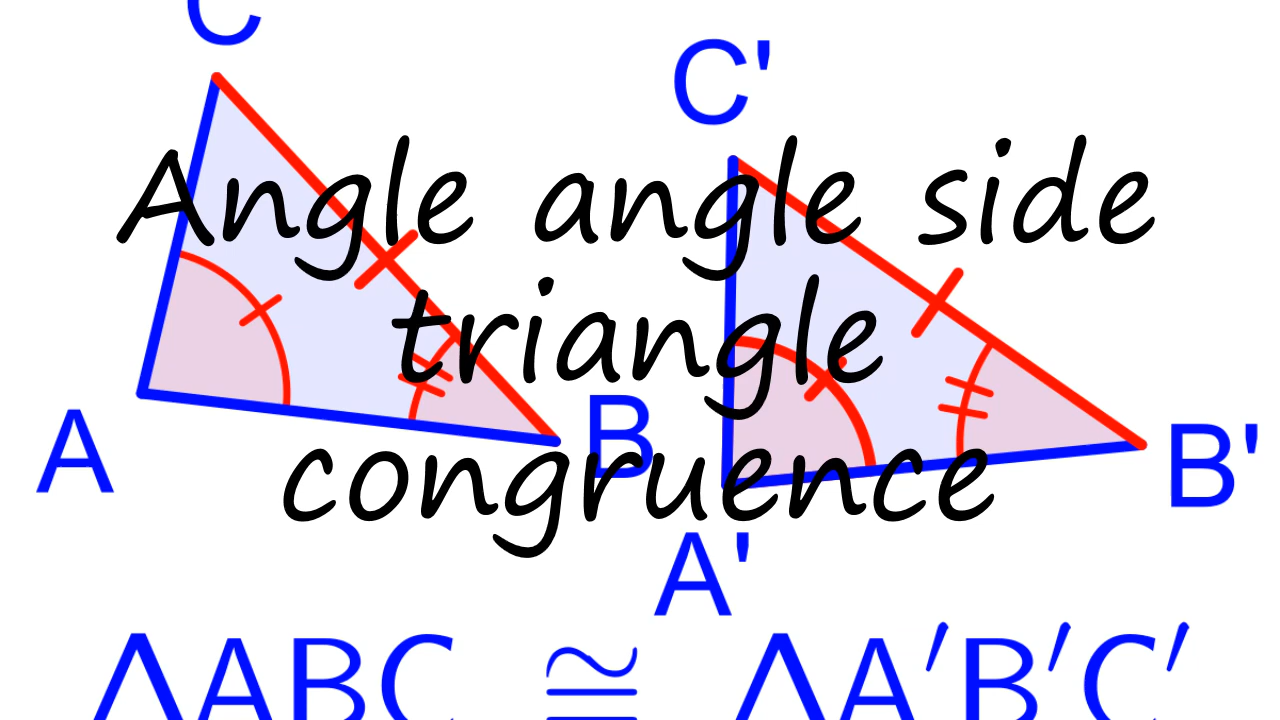 C
C'
Angle angle side
triangle
congruence
A
B
B'
A'
ΔABC ≅ ΔA′B′C′